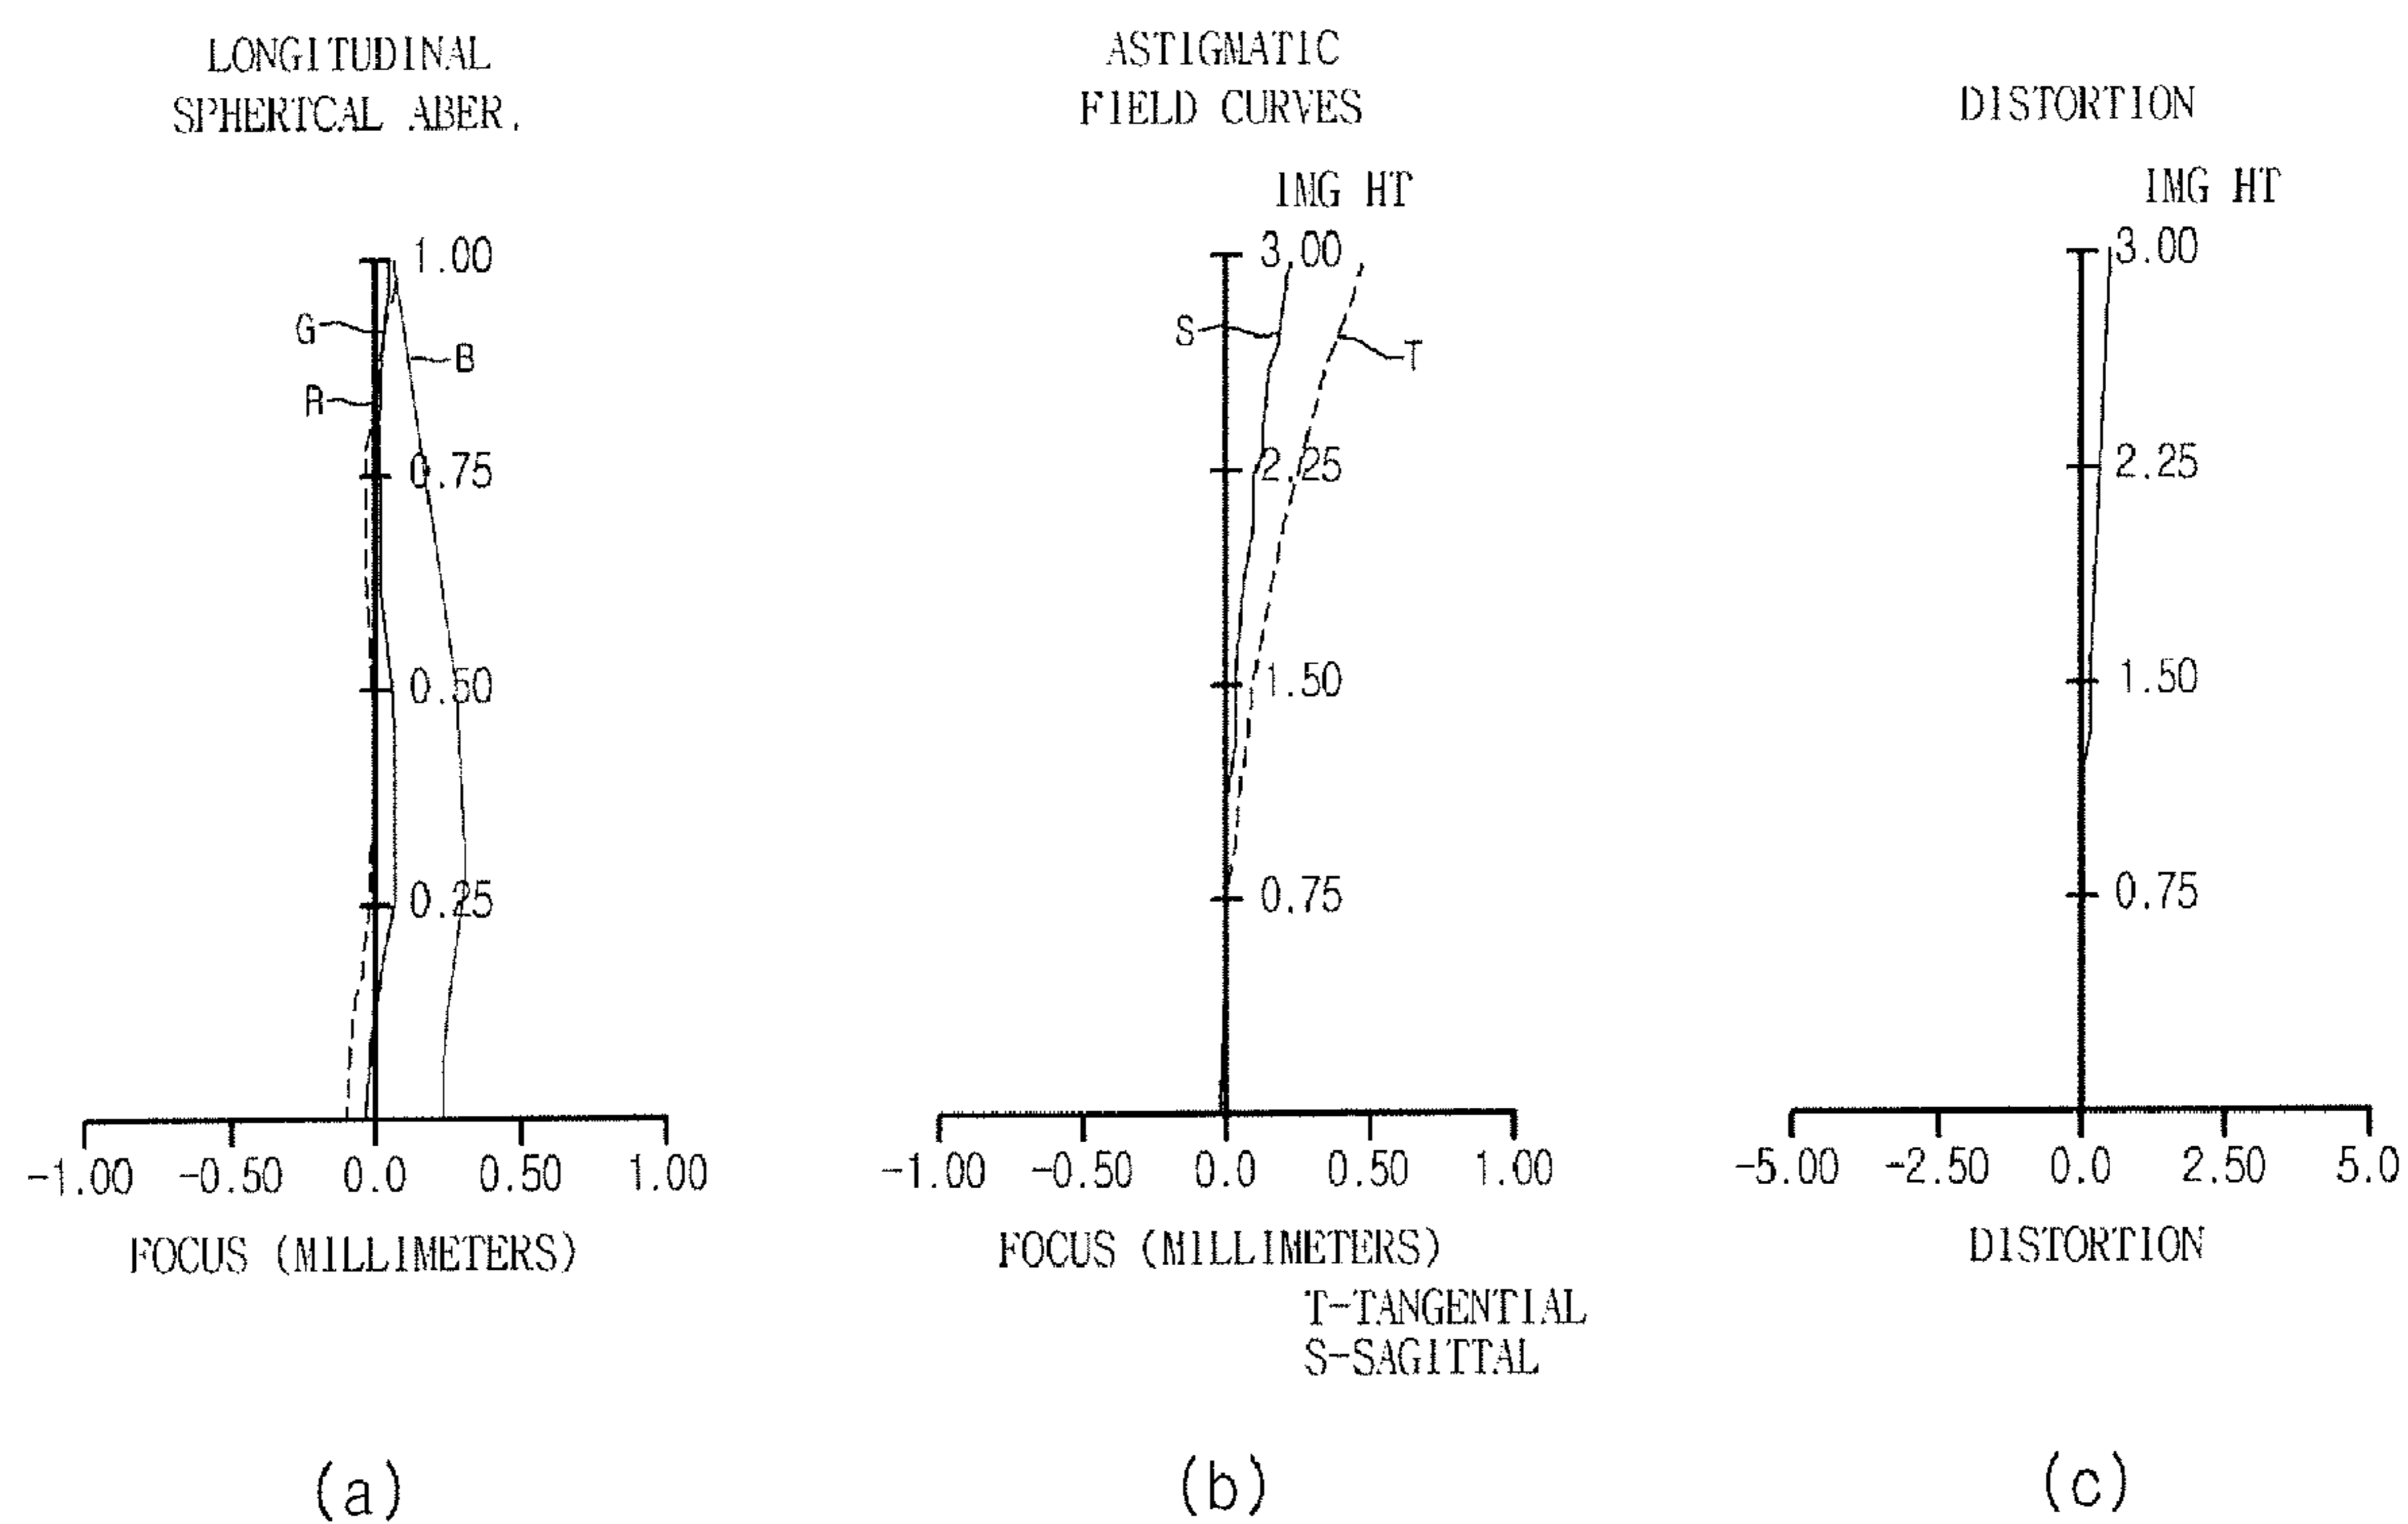 LONGITUDINAL
SPHERTCAL ABER.
1.00
G
B
R
0.75
0.50
0.25
-1.00 -0.50 0.0 0.50 1.00
FOCUS (MILLIMETERS)
(a)
ASTIGMATIC
FIELD CURVES
IMG HT
3.00
S
T
2.25
1.50
0.75
-1.00 -0.50 0.0 0.50 1.00
FOCUS (MILLIMETERS)
T-TANGENTIAL
S-SAGITTAL
(b)
DISTORTION
IMG HT
3.00
2.25
1.50
0.75
-5.00 -2.50 0.0 2.50 5.0
DISTORTION
(c)